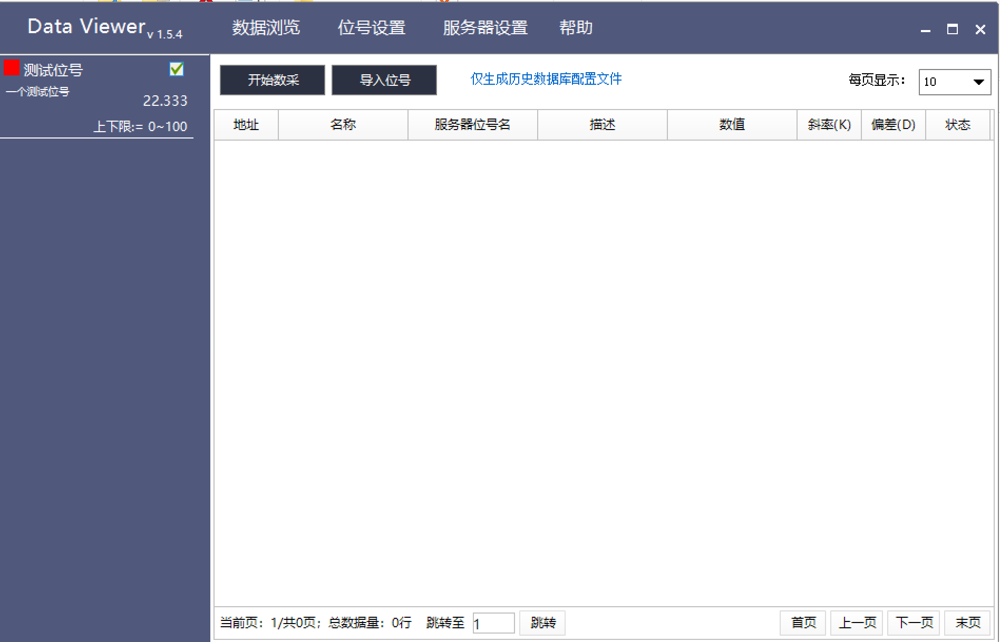 Data Viewer v 1.5.4 数据浏览 位号设置 服务器设置 帮助
测试位号
一个测试位号
22.333
上下限:= 0~100
开始数采 导入位号 仅生成历史数据库配置文件 每页显示： 10
地址 名称 服务器位号名 描述 数值 斜率(K) 偏差(D) 状态
当前页：1/共0页；总数据量：0行 跳转至 1 跳转 首页 上一页 下一页 末页